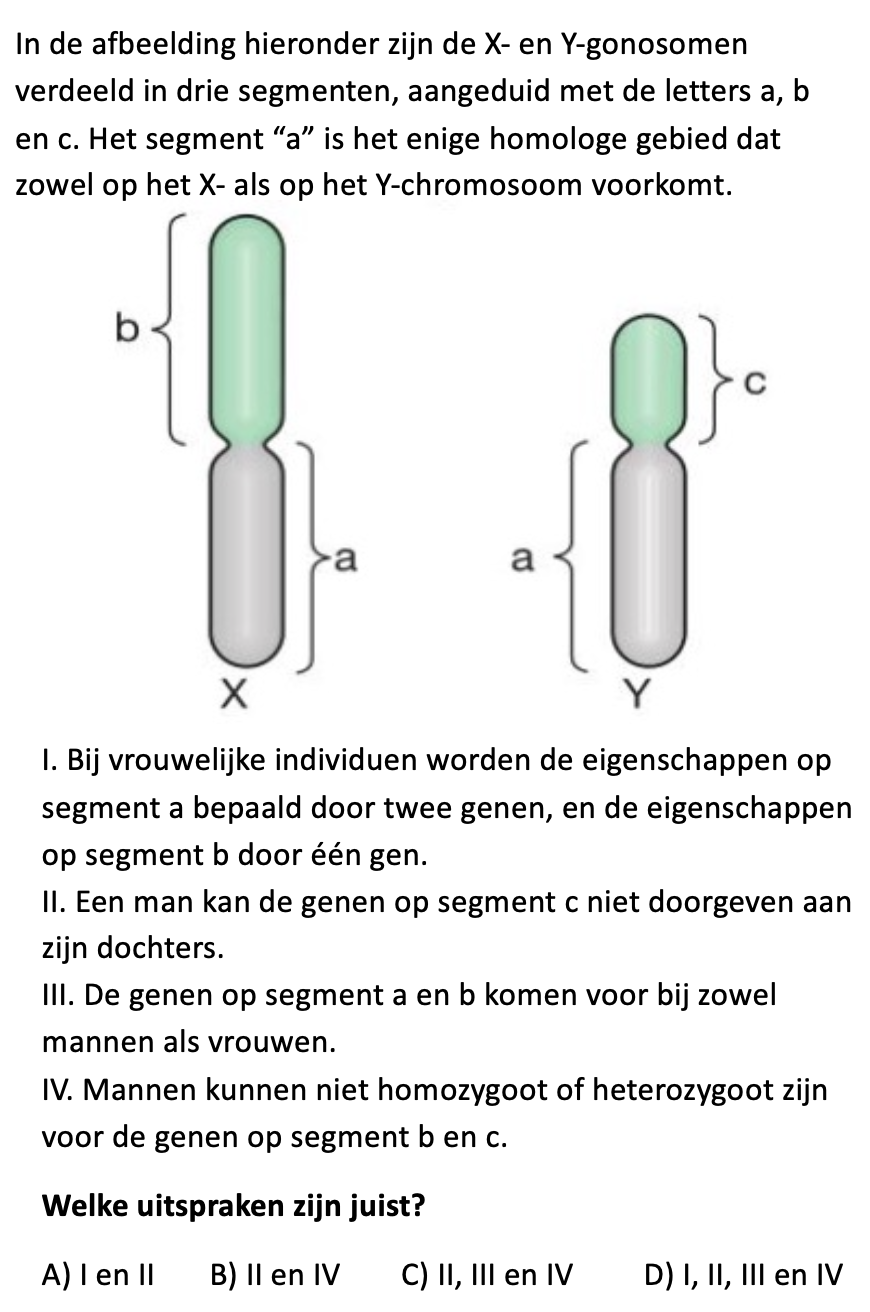 In de afbeelding hieronder zijn de X- en Y-gonosomen
verdeeld in drie segmenten, aangeduid met de letters a, b
en c. Het segment “a” is het enige homologe gebied dat
zowel op het X- als op het Y-chromosoom voorkomt.
b
c
a
a
X
Y
I. Bij vrouwelijke individuen worden de eigenschappen op
segment a bepaald door twee genen, en de eigenschappen
op segment b door één gen.
II. Een man kan de genen op segment c niet doorgeven aan
zijn dochters.
III. De genen op segment a en b komen voor bij zowel
mannen als vrouwen.
IV. Mannen kunnen niet homozygoot of heterozygoot zijn
voor de genen op segment b en c.
Welke uitspraken zijn juist?
A) I en II B) II en IV C) II, III en IV D) I, II, III en IV